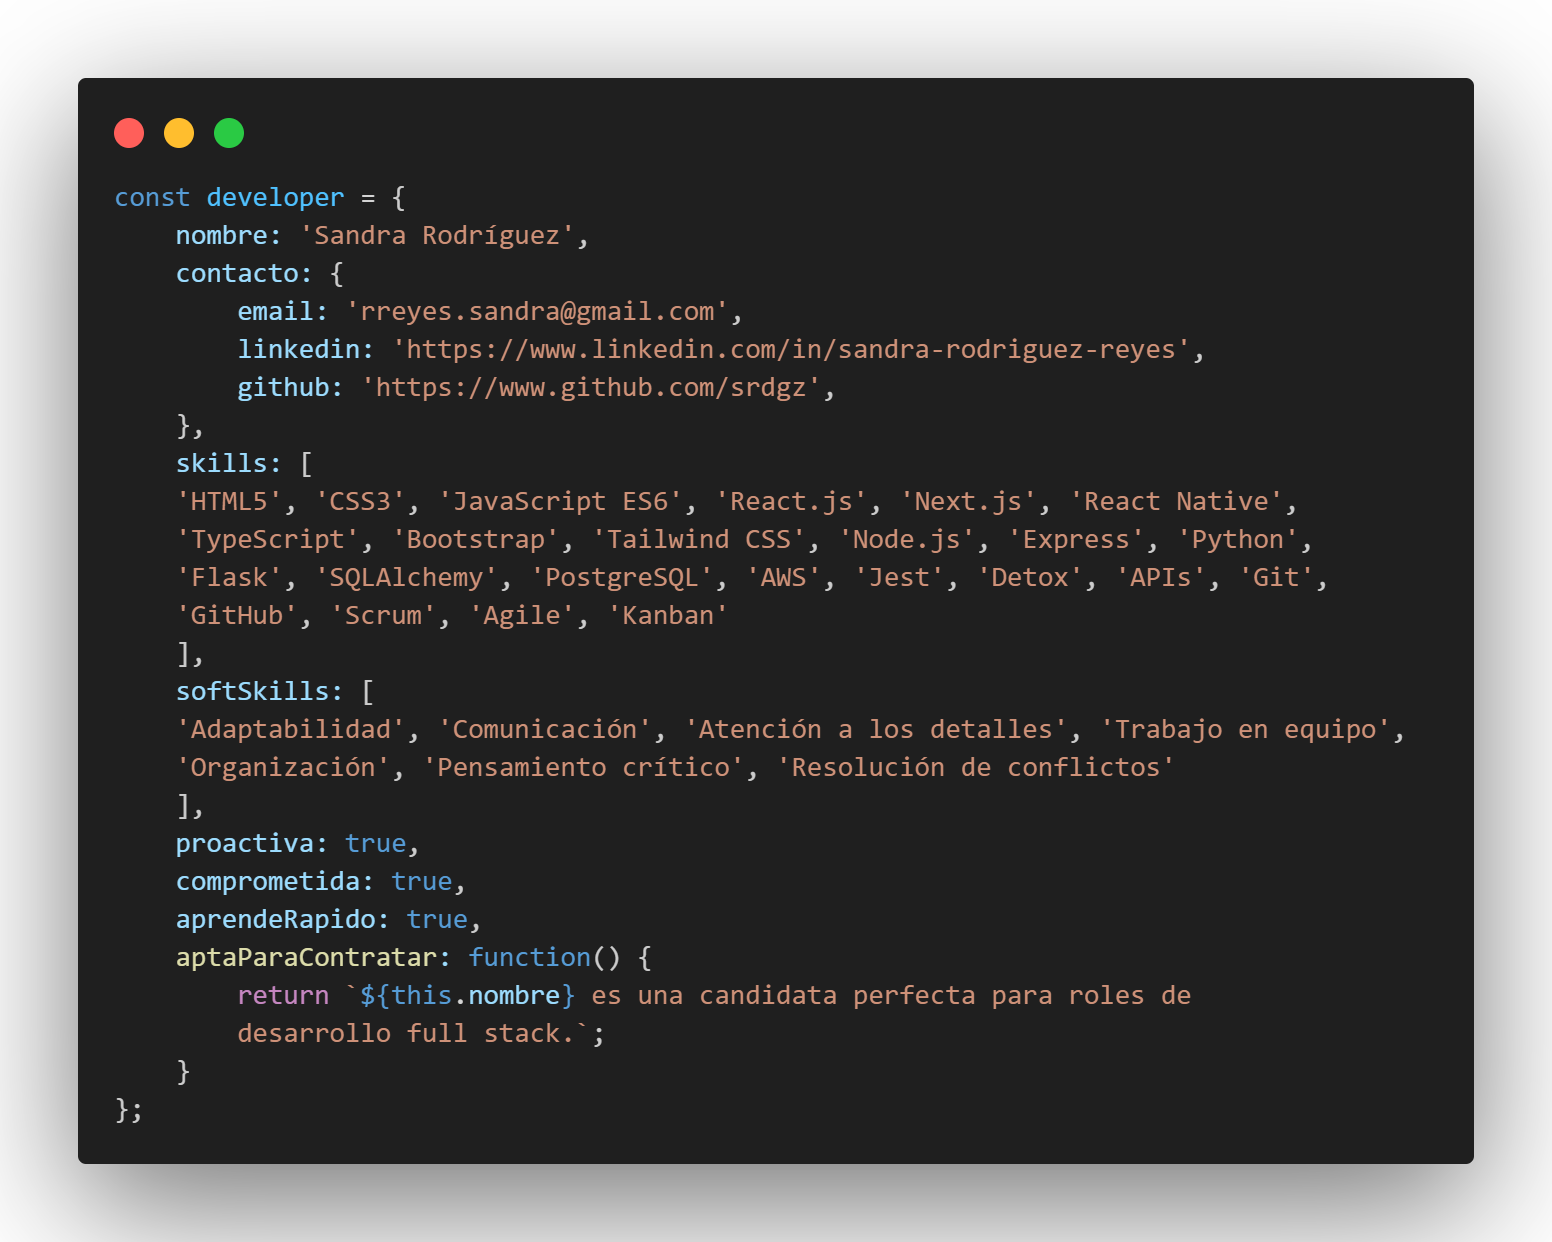 const developer = {
    nombre: 'Sandra Rodríguez',
    contacto: {
        email: 'rreyes.sandra@gmail.com',
        linkedin: 'https://www.linkedin.com/in/sandra-rodriguez-reyes',
        github: 'https://www.github.com/srdgz',
    },
    skills: [
    'HTML5', 'CSS3', 'JavaScript ES6', 'React.js', 'Next.js', 'React Native',
    'TypeScript', 'Bootstrap', 'Tailwind CSS', 'Node.js', 'Express', 'Python',
    'Flask', 'SQLAlchemy', 'PostgreSQL', 'AWS', 'Jest', 'Detox', 'APIs', 'Git',
    'GitHub', 'Scrum', 'Agile', 'Kanban'
    ],
    softSkills: [
    'Adaptabilidad', 'Comunicación', 'Atención a los detalles', 'Trabajo en equipo',
    'Organización', 'Pensamiento crítico', 'Resolución de conflictos'
    ],
    proactiva: true,
    comprometida: true,
    aprendeRapido: true,
    aptaParaContratar: function() {
        return `${this.nombre} es una candidata perfecta para roles de
        desarrollo full stack.`;
    }
};